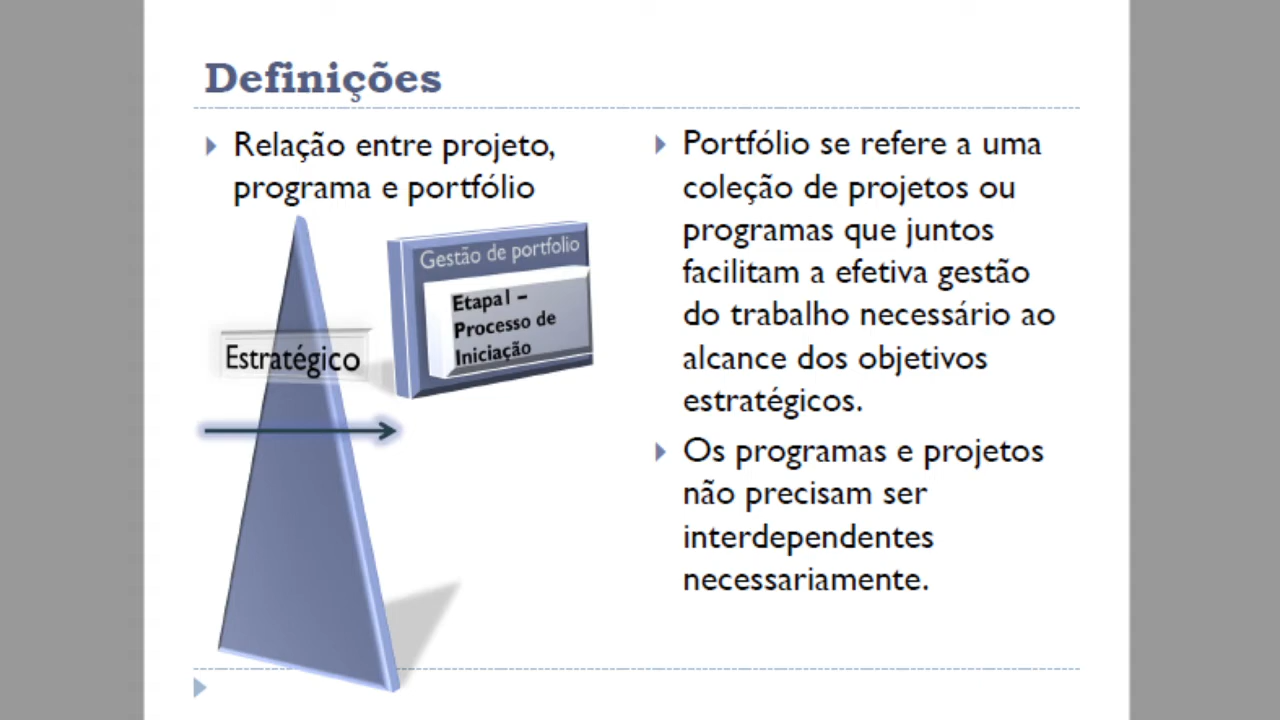 Definições
Relação entre projeto,
programa e portfólio
Estratégico
Gestão de portfolio
Etapa1 –
Processo de
Iniciação
Portfólio se refere a uma
coleção de projetos ou
programas que juntos
facilitam a efetiva gestão
do trabalho necessário ao
alcance dos objetivos
estratégicos.
Os programas e projetos
não precisam ser
interdependentes
necessariamente.